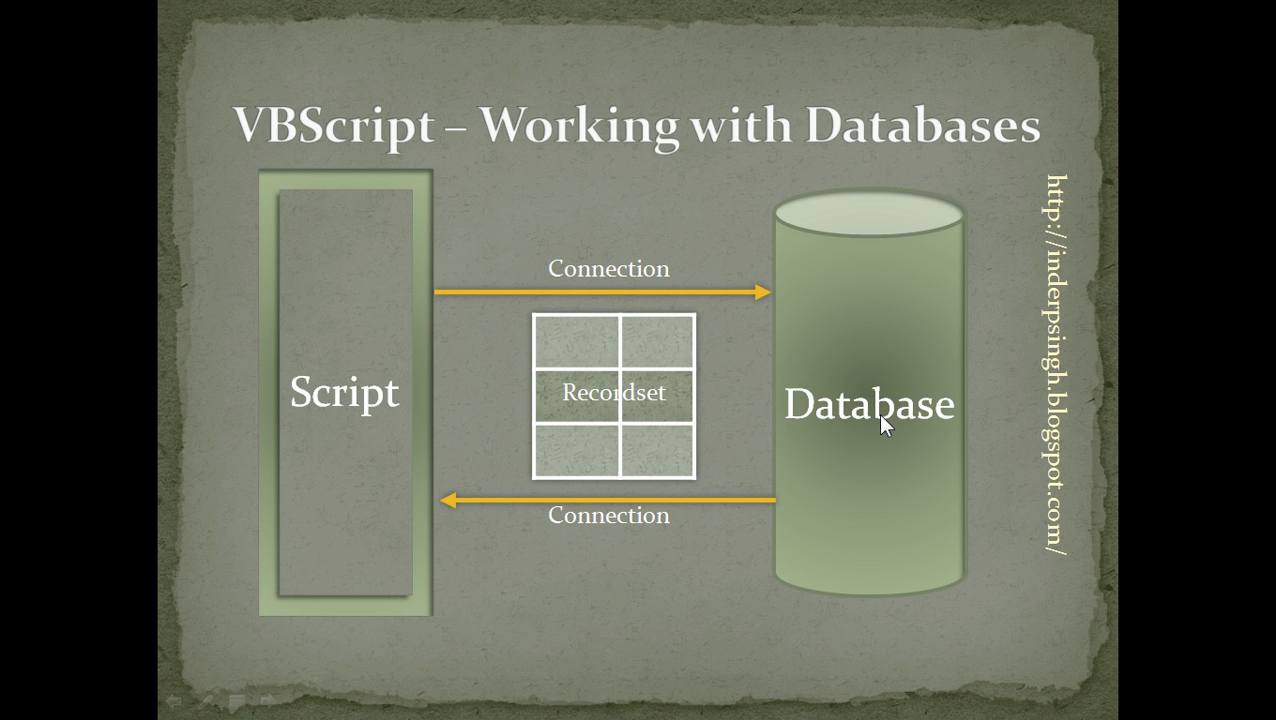 VBScript – Working with Databases
Connection
Script
Recordset
Database
Connection
http://inderpsingh.blogspot.com/